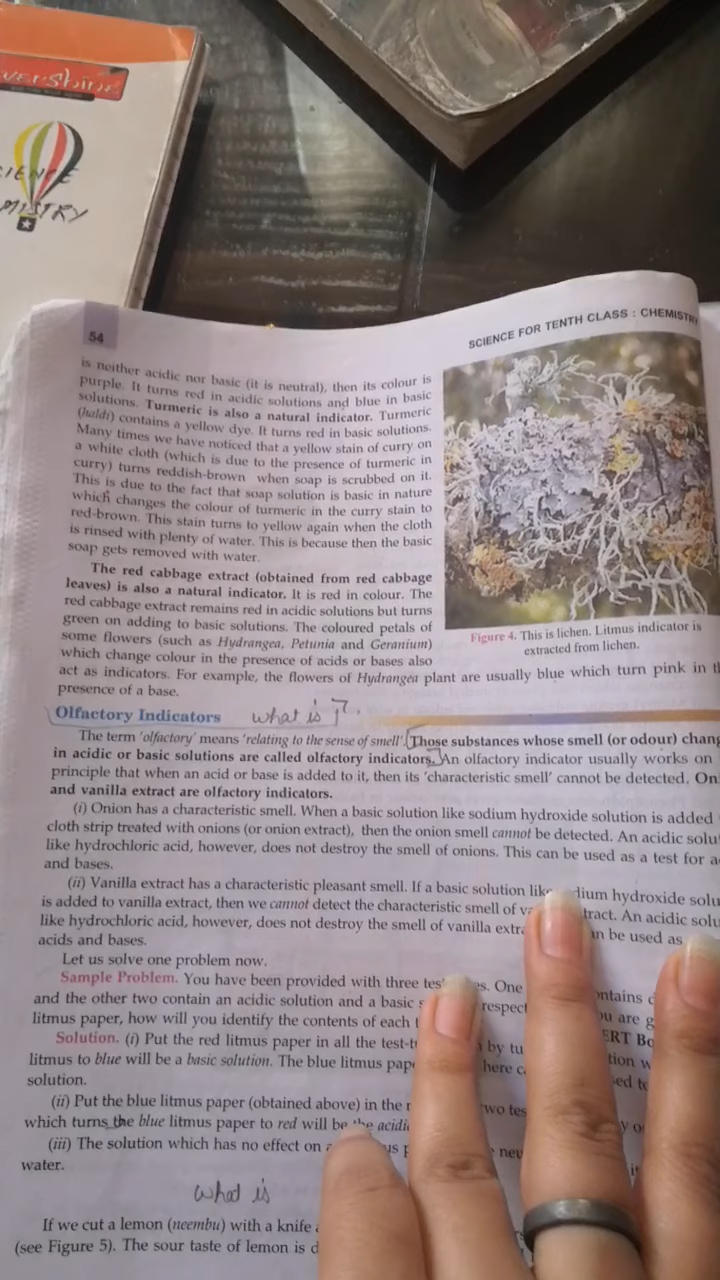 verShine
SCIENCE
54
SCIENCE FOR TENTH CLASS : CHEMISTRY
is neither acidic nor basic (it is neutral), then its colour is
purple. It turns red in acidic solutions and blue in basic
solutions. Turmeric is also a natural indicator. Turmeric
(haldi) contains a yellow dye. It turns red in basic solutions.
Many times we have noticed that a yellow stain of curry on
a white cloth (which is due to the presence of turmeric in
curry) turns reddish-brown when soap is scrubbed on it.
This is due to the fact that soap solution is basic in nature
which changes the colour of turmeric in the curry stain to
red-brown. This stain turns to yellow again when the cloth
is rinsed with plenty of water. This is because then the basic
soap gets removed with water.
The red cabbage extract (obtained from red cabbage
leaves) is also a natural indicator. It is red in colour. The
red cabbage extract remains red in acidic solutions but turns
green on adding to basic solutions. The coloured petals of
some flowers (such as Hydrangea, Petunia and Geranium)
which change colour in the presence of acids or bases also
act as indicators. For example, the flowers of Hydrangea plant are usually blue which turn pink in
presence of a base.
Figure 4. This is lichen. Litmus indicator is
extracted from lichen.
Olfactory Indicators what is
The term 'olfactory' means 'relating to the sense of smell'. Those substances whose smell (or odour)
in acidic or basic solutions are called olfactory indicators. An olfactory indicator usually works on
principle that when an acid or base is added to it, then its 'characteristic smell' cannot be detected.
and vanilla extract are olfactory indicators.
(i) Onion has a characteristic smell. When a basic solution like sodium hydroxide solution is added
cloth strip treated with onions (or onion extract), then the onion smell cannot be detected. An acidic
like hydrochloric acid, however, does not destroy the smell of onions. This can be used as a test for
and bases.
(ii) Vanilla extract has a characteristic pleasant smell. If a basic solution like hydroxide
is added to vanilla extract, then we cannot detect the characteristic smell of An acidic
like hydrochloric acid, however, does not destroy the smell of vanilla be used as
acids and bases.
Let us solve one problem now.
Sample Problem. You have been provided with three One
and the other two contain an acidic solution and a basic
litmus paper, how will you identify the contents of each
Solution. (i) Put the red litmus paper in all the by
litmus to blue will be a basic solution. The blue litmus here
solution.
(ii) Put the blue litmus paper (obtained above) in the two
which turns the blue litmus paper to red will be the
(iii) The solution which has no effect on
water.
what is
If we cut a lemon (neembu) with a knife
(see Figure 5). The sour taste of lemon is